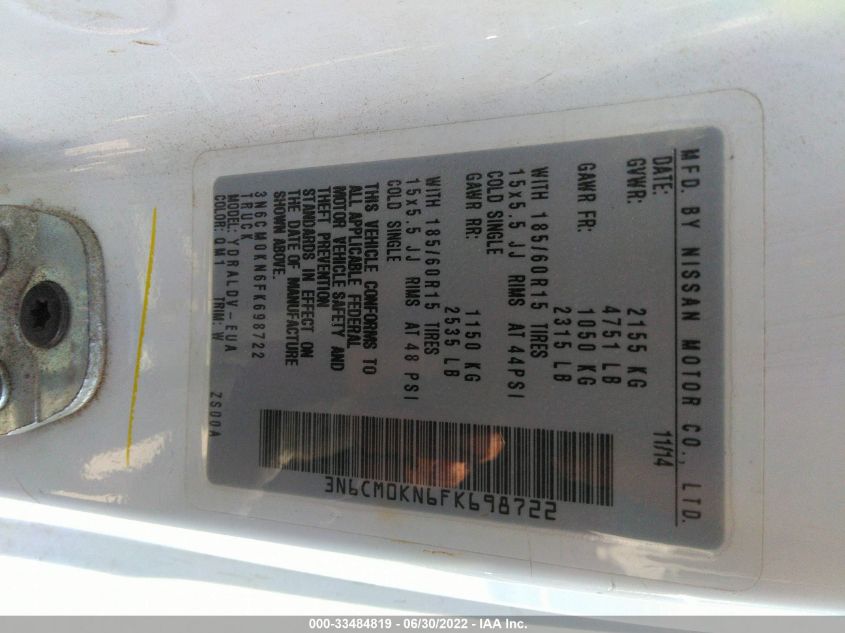 MFD. BY NISSAN MOTOR CO., LTD.
DATE: 11/14
GVWR: 2155 KG
4751 LB
GAWR FR: 1050 KG
2315 LB
WITH 185/60R15 TIRES
15x5.5 JJ RIMS AT 44PSI
COLD SINGLE
GAWR RR: 1150 KG
2535 LB
WITH 185/60R15 TIRES
15x5.5 JJ RIMS AT 48 PSI
COLD SINGLE
THIS VEHICLE CONFORMS TO
ALL APPLICABLE FEDERAL
MOTOR VEHICLE SAFETY AND
THEFT PREVENTION
STANDARDS IN EFFECT ON
THE DATE OF MANUFACTURE
SHOWN ABOVE.
3N6CM0KN6FK698722
TRUCK
MODEL: YDRALDV-EUA
COLOR: QM1 TRIM: W ZS00A
3N6CM0KN6FK698722
000-33484819 - 06/30/2022 - IAA Inc.